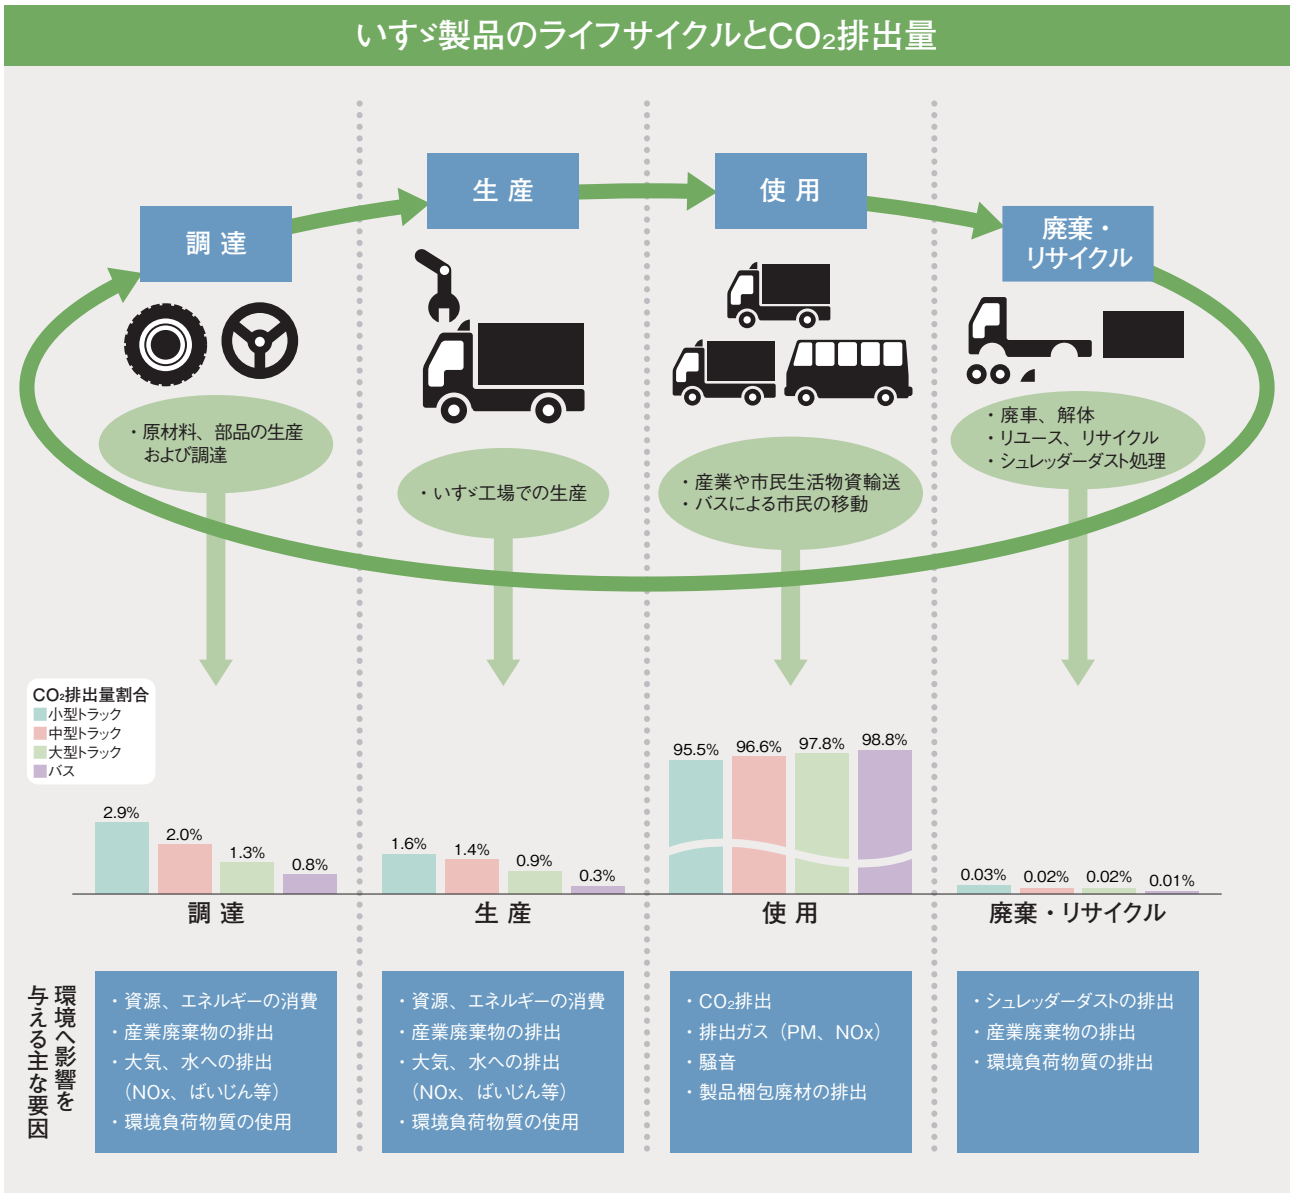 いすゞ製品のライフサイクルとCO₂排出量
調達
生産
使用
廃棄・
リサイクル
・原材料、部品の生産
および調達
・いすゞ工場での生産
・産業や市民生活物資輸送
・バスによる市民の移動
・廃車、解体
・リユース、リサイクル
・シュレッダーダスト処理
CO₂排出量割合
小型トラック
中型トラック
大型トラック
バス
2.9%
2.0%
1.3%
0.8%
調達
1.6%
1.4%
0.9%
0.3%
生産
95.5%
96.6%
97.8%
98.8%
使用
0.03%
0.02%
0.02%
0.01%
廃棄・リサイクル
環境へ影響を
与える主な要因
・資源、エネルギーの消費
・産業廃棄物の排出
・大気、水への排出
（NOx、ばいじん等）
・環境負荷物質の使用
・資源、エネルギーの消費
・産業廃棄物の排出
・大気、水への排出
（NOx、ばいじん等）
・環境負荷物質の使用
・CO₂排出
・排出ガス（PM、NOx）
・騒音
・製品梱包廃材の排出
・シュレッダーダストの排出
・産業廃棄物の排出
・環境負荷物質の排出